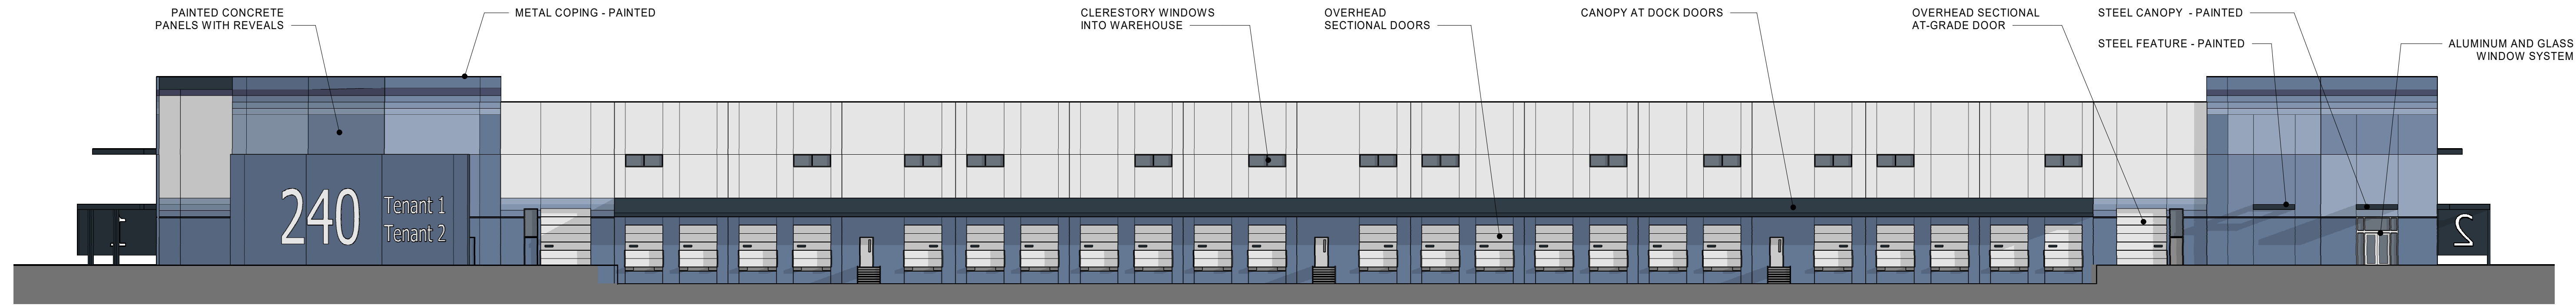 PAINTED CONCRETE
PANELS WITH REVEALS
METAL COPING - PAINTED
CLERESTORY WINDOWS
INTO WAREHOUSE
OVERHEAD
SECTIONAL DOORS
CANOPY AT DOCK DOORS
OVERHEAD SECTIONAL
AT-GRADE DOOR
STEEL CANOPY - PAINTED
STEEL FEATURE - PAINTED
ALUMINUM AND GLASS
WINDOW SYSTEM
240
Tenant 1
Tenant 2
1
2